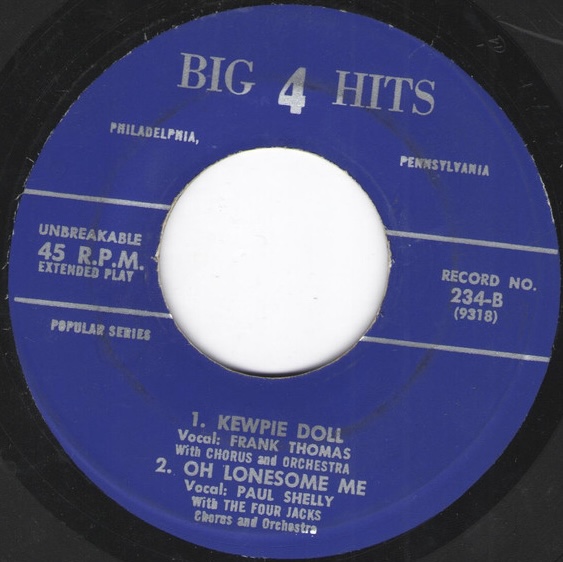 BIG 4 HITS
PHILADELPHIA,
PENNSYLVANIA
UNBREAKABLE
45 R.P.M.
EXTENDED PLAY
RECORD NO.
234-B
(9318)
POPULAR SERIES
1. KEWPIE DOLL
Vocal: FRANK THOMAS
With CHORUS and ORCHESTRA
2. OH LONESOME ME
Vocal: PAUL SHELLY
With THE FOUR JACKS
Chorus and Orchestra